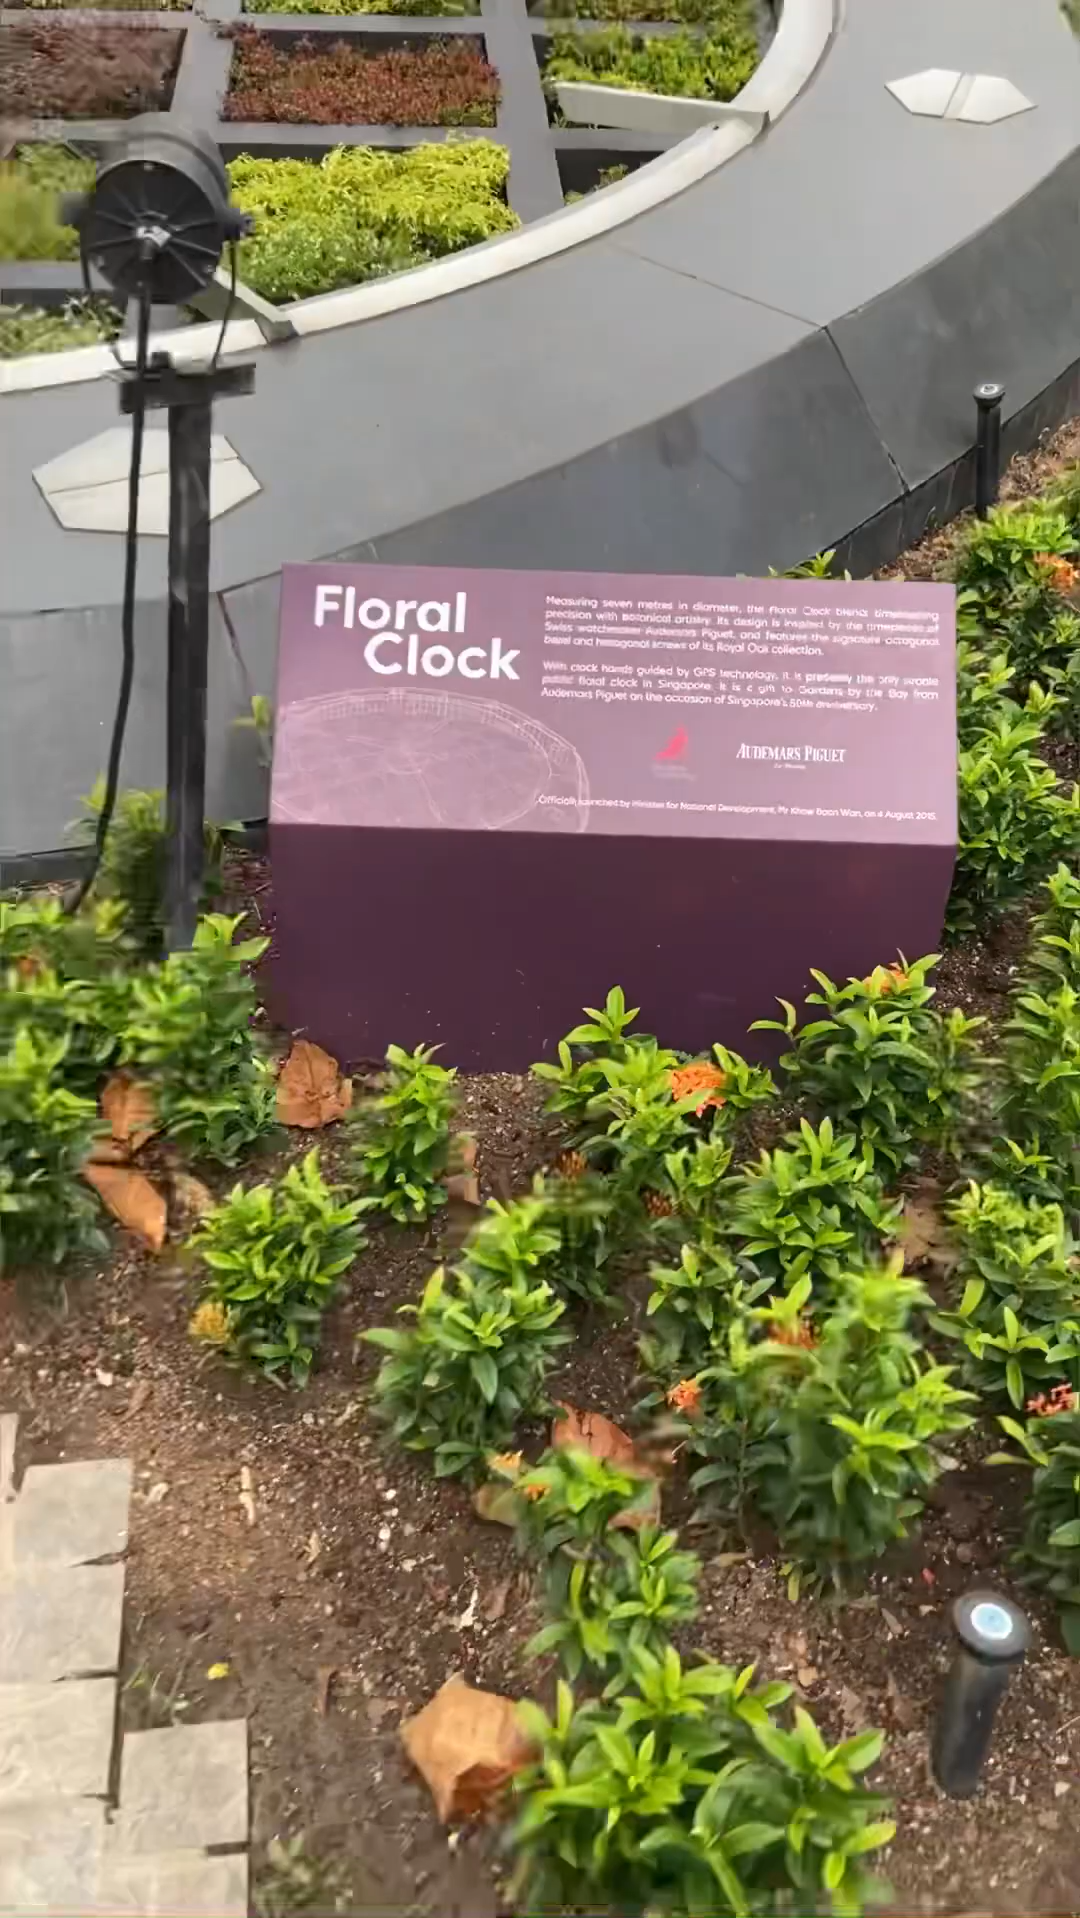 Floral
Clock
Measuring seven metres in diameter, the Floral Clock blends timekeeping
precision with botanical artistry. Its design is inspired by the timepieces of
Swiss watchmaker Audemars Piguet, and features the signature octagonal
bezel and hexagonal screws of its Royal Oak collection.
With clock hands guided by GPS technology, it is presently the only
public floral clock in Singapore. It is a gift to Gardens by the Bay from
Audemars Piguet on the occasion of Singapore's 50th anniversary.
AUDEMARS PIGUET
Le Brassus
Officially launched by Minister for National Development, Mr Khaw Boon Wan, on 4 August 2015.